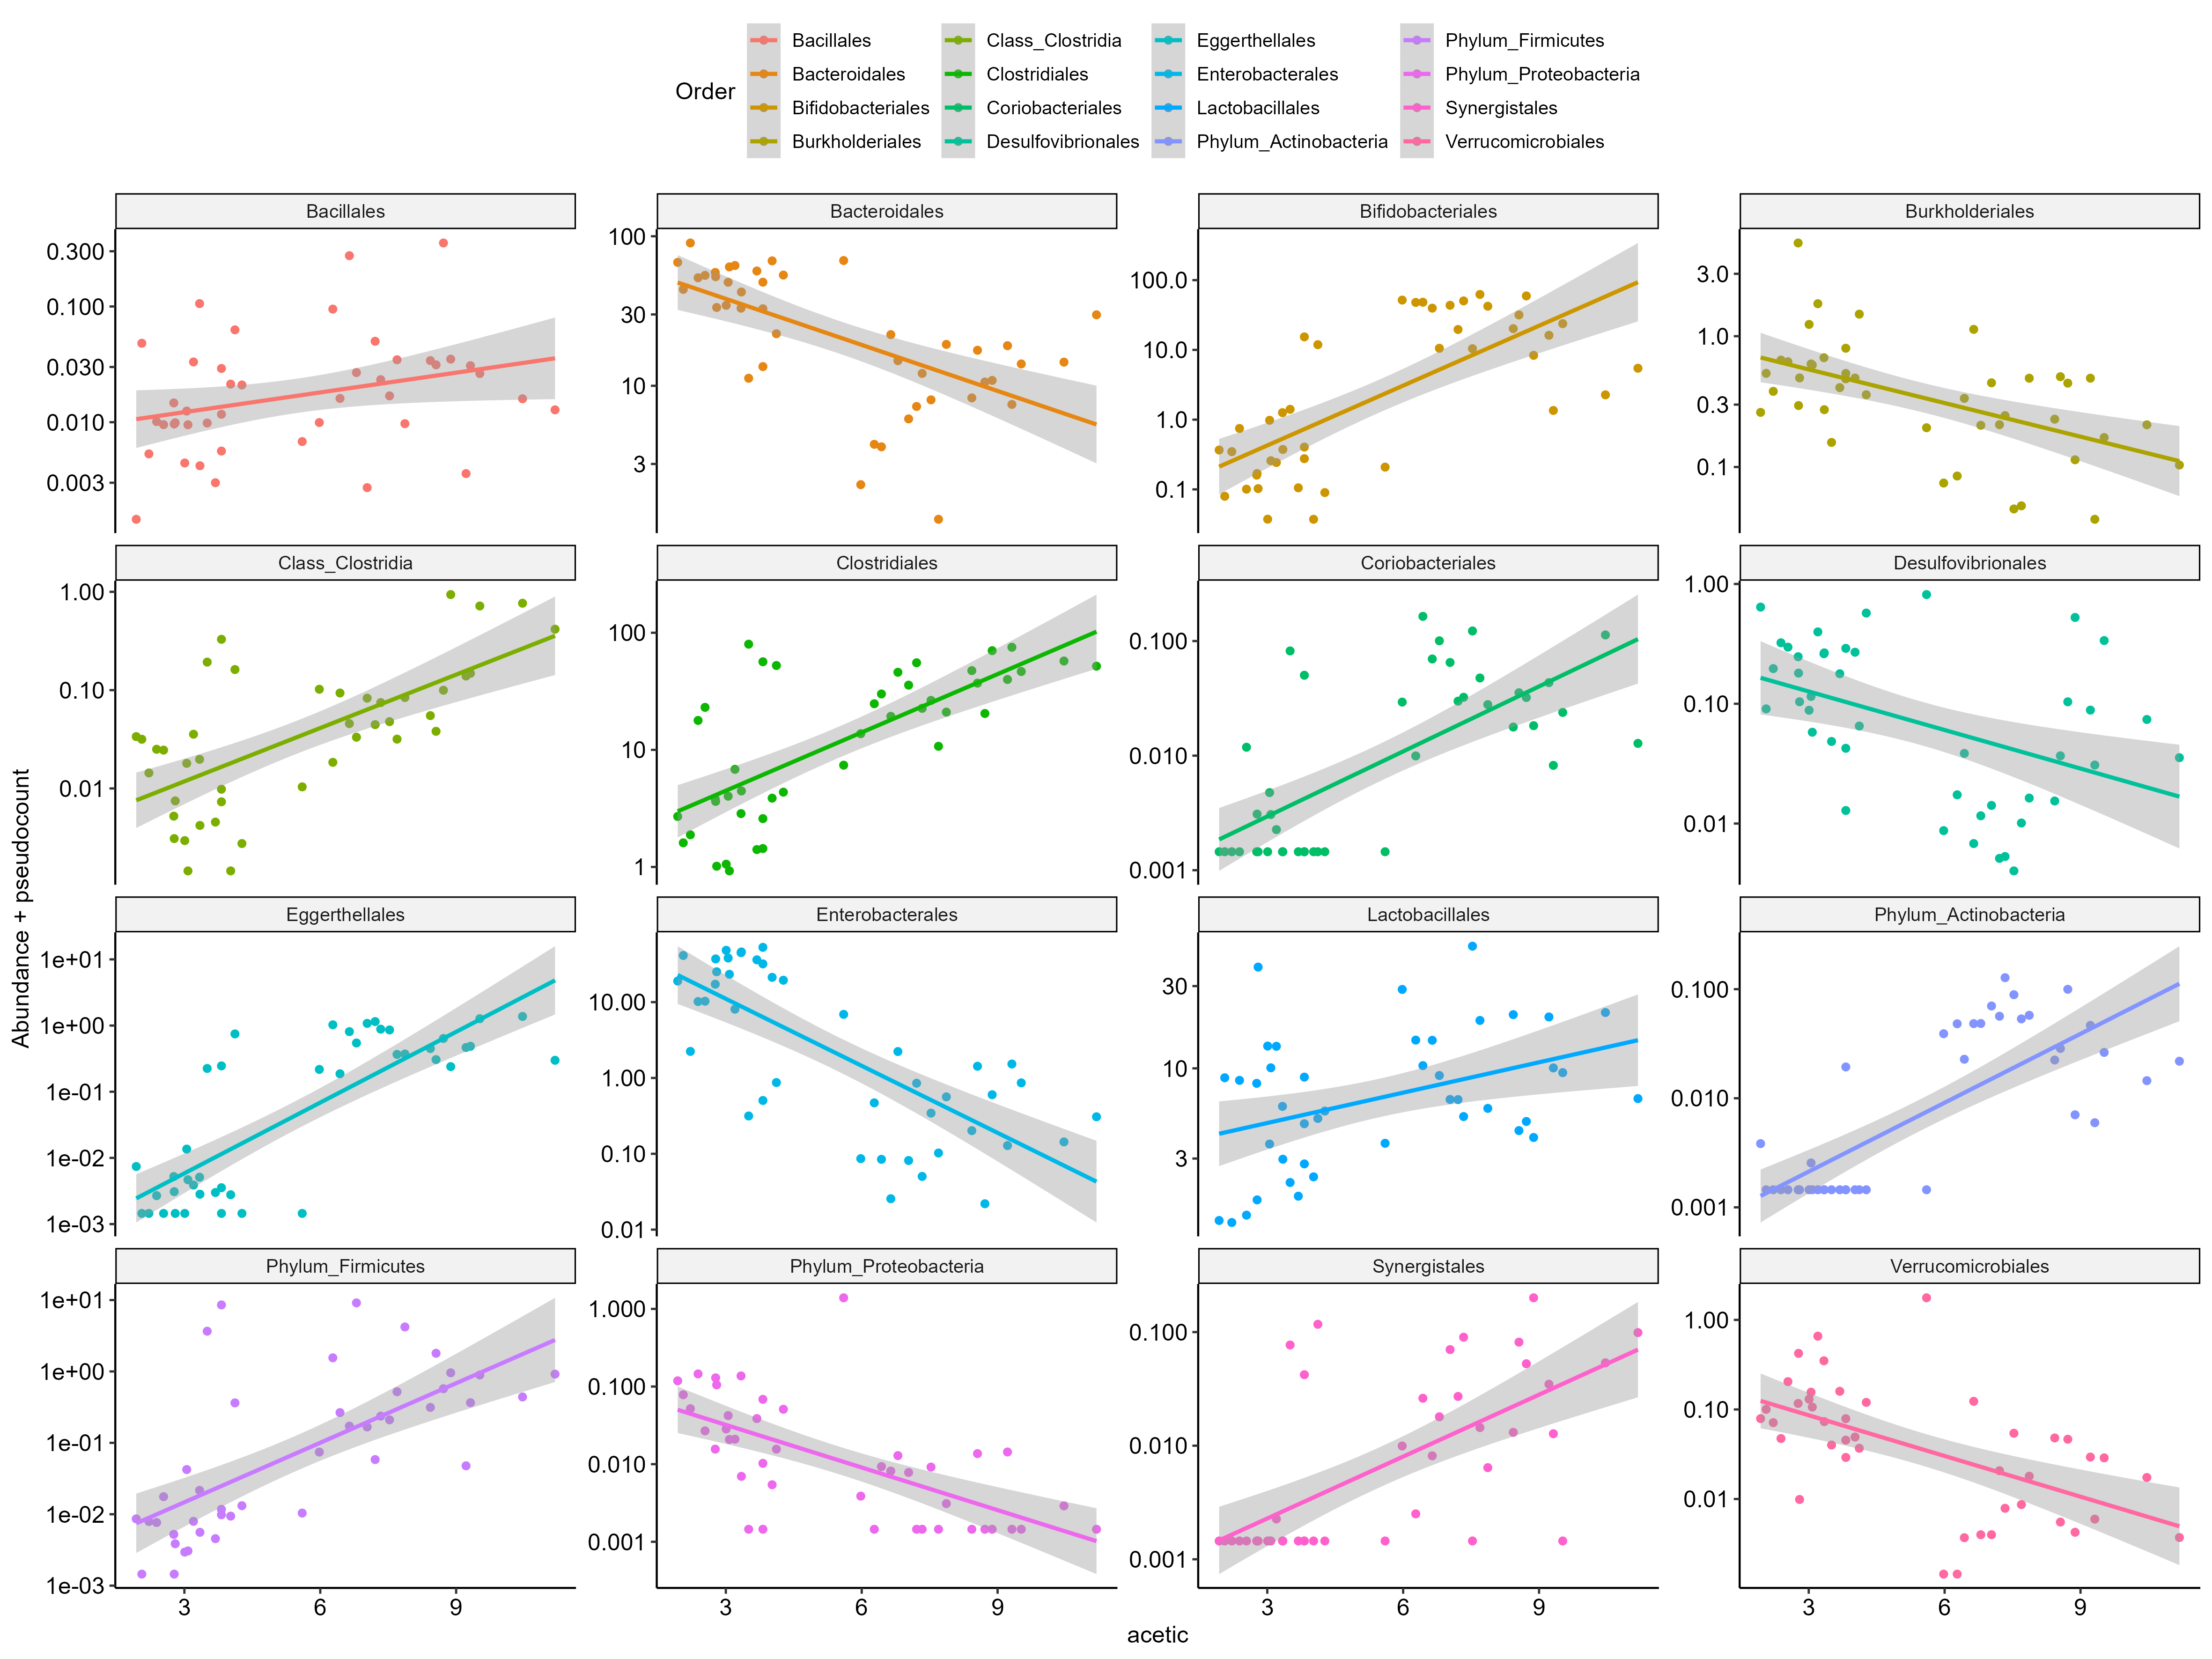 Order
Bacillales
Bacteroidales
Bifidobacteriales
Burkholderiales
Class_Clostridia
Clostridiales
Coriobacteriales
Desulfovibrionales
Eggerthellales
Enterobacterales
Lactobacillales
Phylum_Actinobacteria
Phylum_Firmicutes
Phylum_Proteobacteria
Synergistales
Verrucomicrobiales
Abundance + pseudocount
Bacillales
0.300
0.100
0.030
0.010
0.003
Bacteroidales
100
30
10
3
Bifidobacteriales
100.0
10.0
1.0
0.1
Burkholderiales
3.0
1.0
0.3
0.1
Class_Clostridia
1.00
0.10
0.01
Clostridiales
100
10
1
Coriobacteriales
0.100
0.010
0.001
Desulfovibrionales
1.00
0.10
0.01
Eggerthellales
1e+01
1e+00
1e-01
1e-02
1e-03
Enterobacterales
10.00
1.00
0.10
0.01
Lactobacillales
30
10
3
Phylum_Actinobacteria
0.100
0.010
0.001
Phylum_Firmicutes
1e+01
1e+00
1e-01
1e-02
1e-03
3 6 9
Phylum_Proteobacteria
1.000
0.100
0.010
0.001
3 6 9
Synergistales
0.100
0.010
0.001
3 6 9
Verrucomicrobiales
1.00
0.10
0.01
3 6 9
acetic